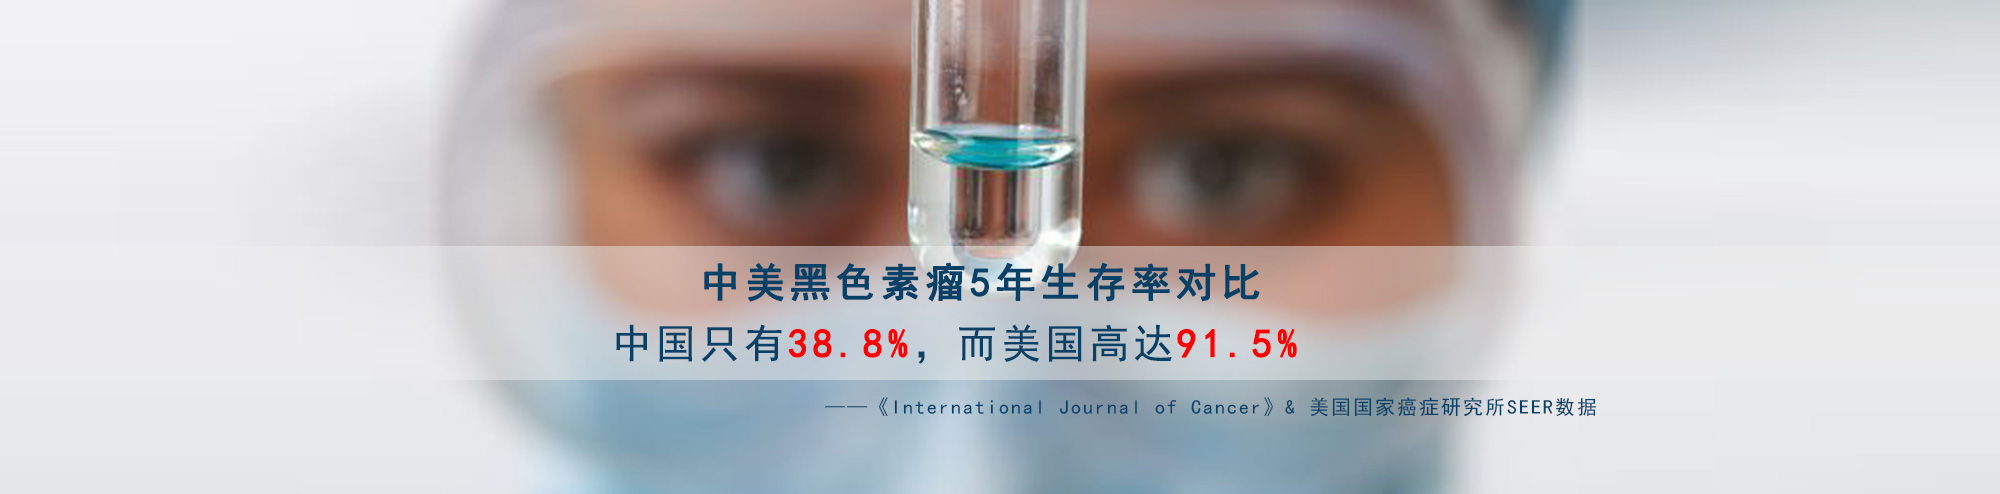 中美黑色素瘤5年生存率对比
中国只有38.8%，而美国高达91.5%
——《International Journal of Cancer》& 美国国家癌症研究所SEER数据